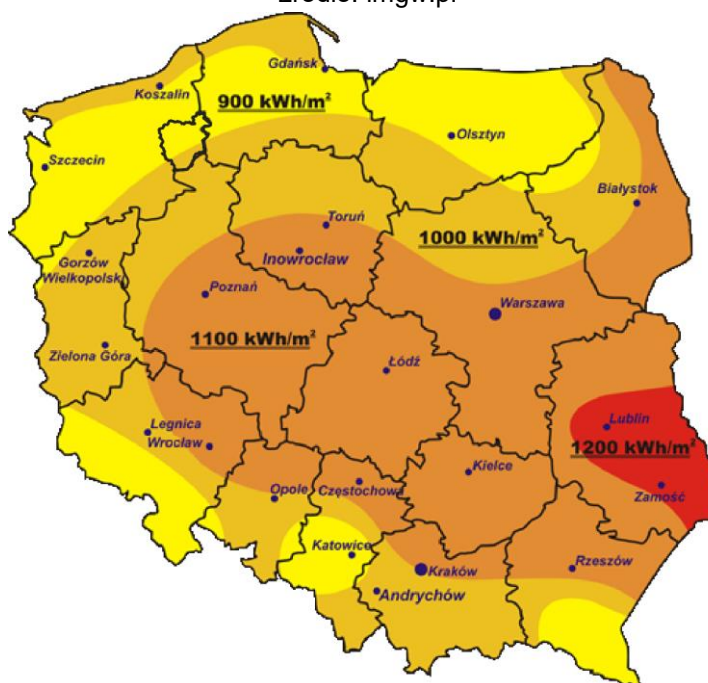 źródło: imgw.pl
Gdańsk
Koszalin
900 kWh/m²
Olsztyn
Szczecin
Białystok
Toruń
1000 kWh/m²
Gorzów
Wielkopolski
Inowrocław
Poznań
Warszawa
1100 kWh/m²
Zielona Góra
Łódź
Legnica
Wrocław
Lublin
1200 kWh/m²
Kielce
Opole
Częstochowa
Zamość
Katowice
Kraków
Rzeszów
Andrychów